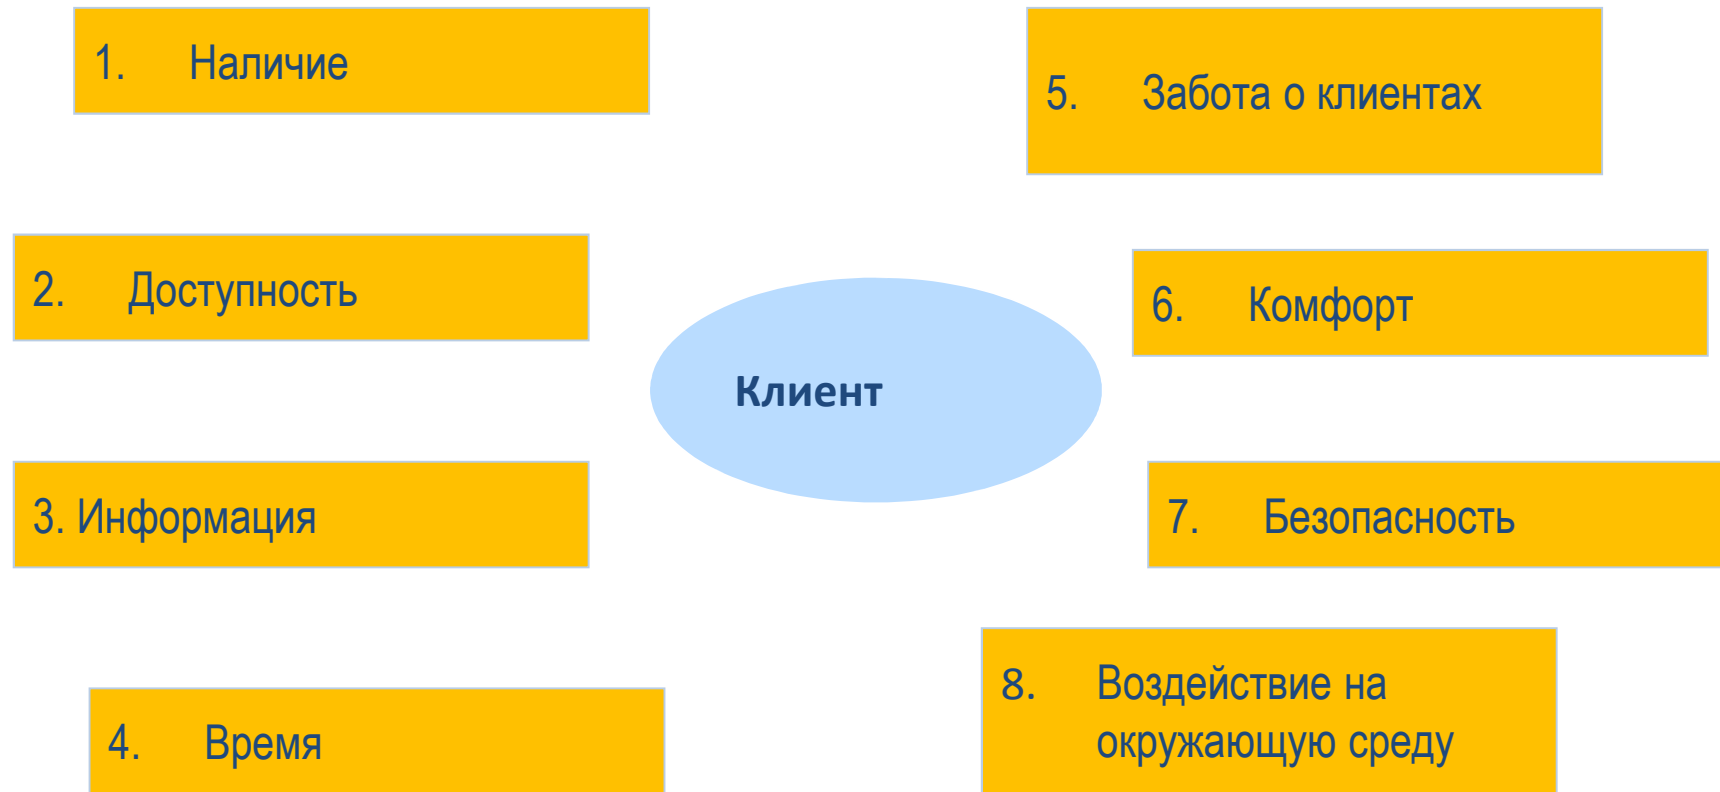 1. Наличие
2. Доступность
3. Информация
4. Время
Клиент
5. Забота о клиентах
6. Комфорт
7. Безопасность
8. Воздействие на
окружающую среду